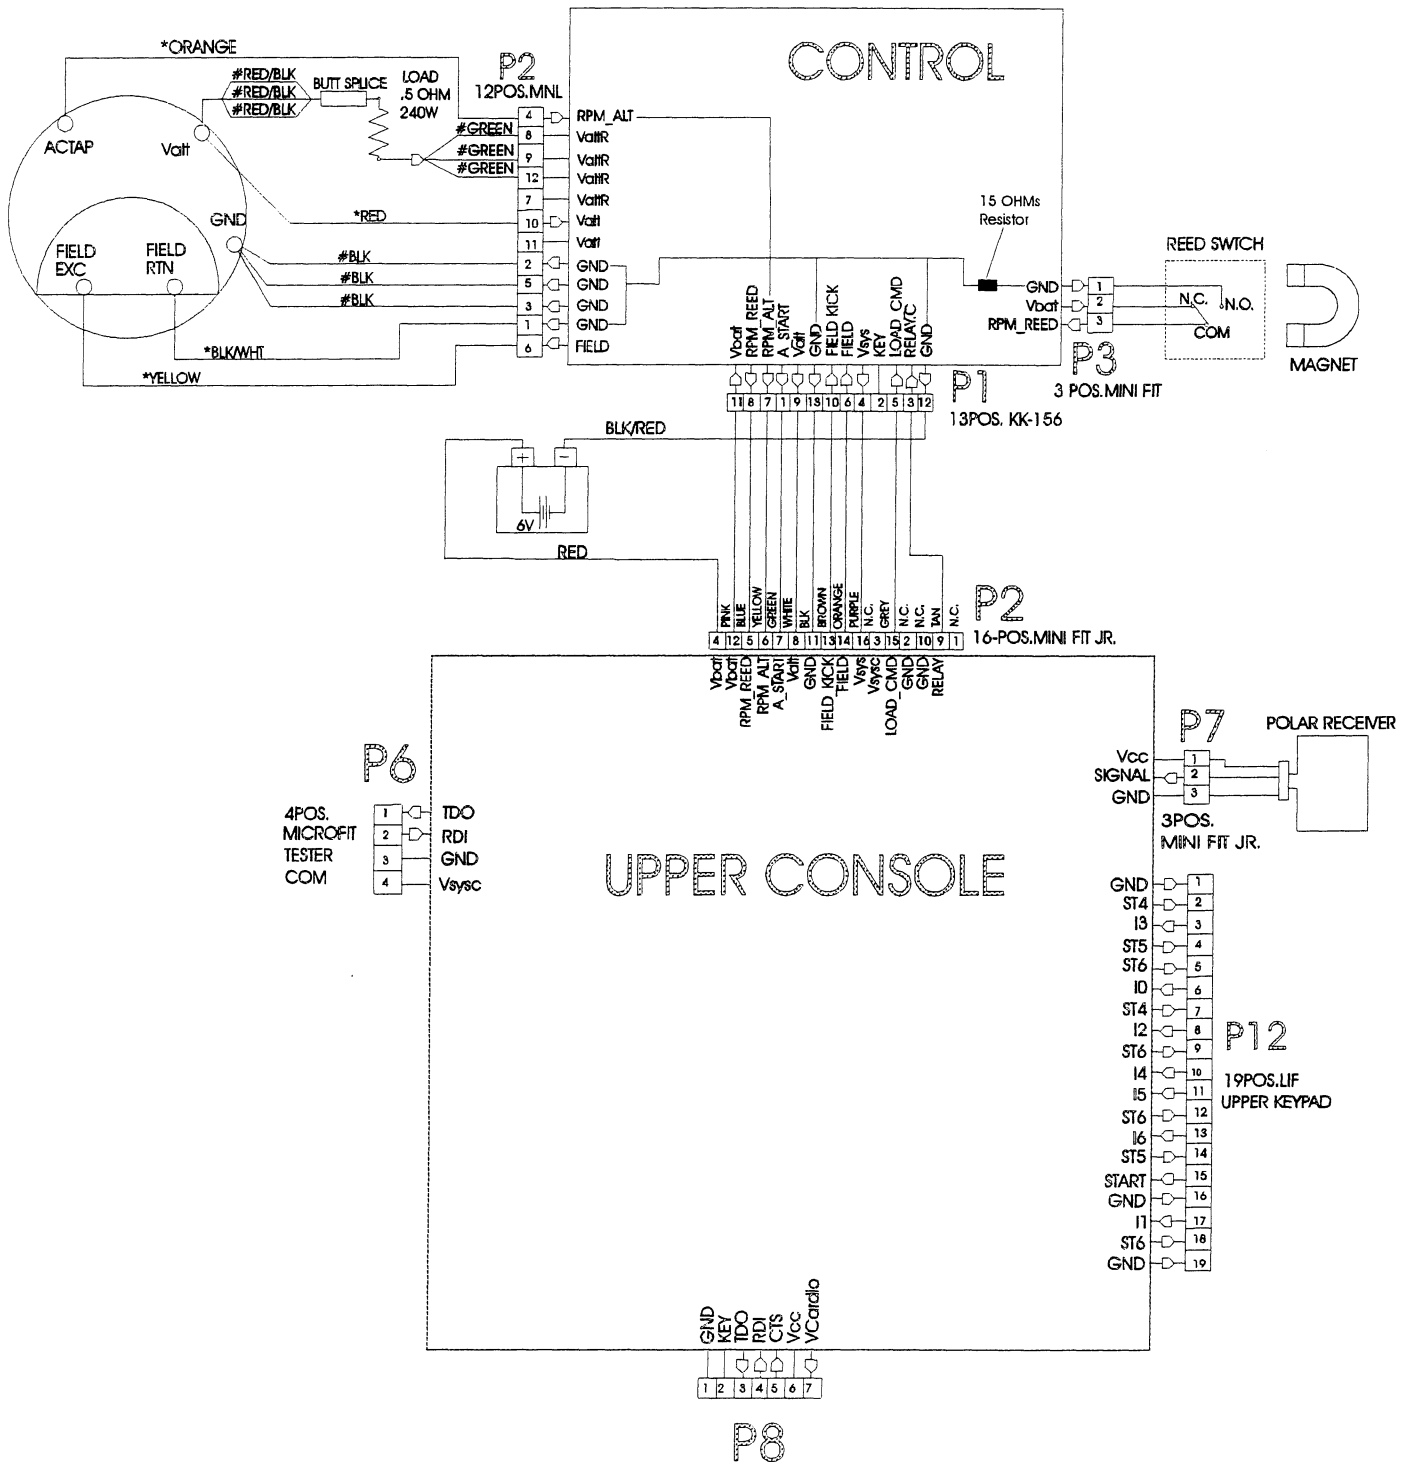 *ORANGE
#RED/BLK
#RED/BLK
#RED/BLK
BUTT SPLICE
LOAD
.5 OHM
240W
P2
12POS.MNL
CONTROL
ACTAP
Vatt
GND
FIELD
EXC
FIELD
RTN
#GREEN
#GREEN
#GREEN
*RED
#BLK
#BLK
#BLK
*BLK/WHT
*YELLOW
4 RPM_ALT
8 VattR
9 VattR
12 VattR
7 VattR
10 Vatt
11 Vatt
2 GND
5 GND
3 GND
1 GND
6 FIELD
15 OHMs
Resistor
GND 1
Vbat 2
RPM_REED 3
P3
3 POS.MINI FIT
REED SWTCH
N.C.
N.O.
COM
MAGNET
Vbat
RPM_REED
RPM_ALT
A_START
Vatt
GND
FIELD_KICK
FIELD
Vsys
KEY
LOAD_CMD
RELAY.C
GND
11 8 7 1 9 13 10 6 4 2 5 3 12
P1
13POS. KK-156
BLK/RED
+ −
6V
RED
PINK
BLUE
YELLOW
GREEN
WHITE
BLK
BROWN
ORANGE
PURPLE
N.C.
GREY
N.C.
N.C.
TAN
N.C.
P2
16-POS.MINI FIT JR.
4 12 5 6 7 8 11 13 14 16 3 15 2 10 9 1
Vbat
Vbat
RPM_REED
RPM_ALT
A_START
Vatt
GND
FIELD_KICK
FIELD
Vsys
Vsysc
LOAD_CMD
GND
GND
RELAY
P6
4POS.
MICROFIT
TESTER
COM
1 TDO
2 RDI
3 GND
4 Vsysc
UPPER CONSOLE
P7
POLAR RECEIVER
Vcc 1
SIGNAL 2
GND 3
3POS.
MINI FIT JR.
GND 1
ST4 2
I3 3
ST5 4
ST6 5
I0 6
ST4 7
I2 8
ST6 9
I4 10
I5 11
ST6 12
I6 13
ST5 14
START 15
GND 16
I1 17
ST6 18
GND 19
P12
19POS.LIF
UPPER KEYPAD
GND
KEY
TDO
RDI
CTS
Vcc
VCardio
1 2 3 4 5 6 7
P8